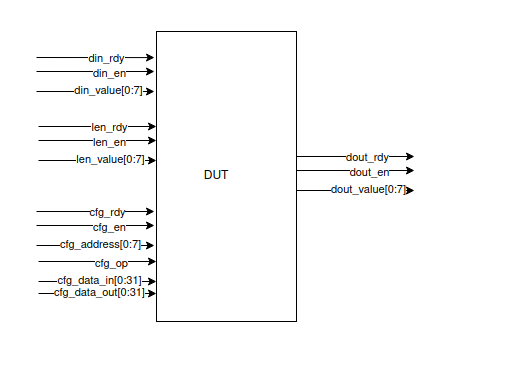 din_rdy
din_en
din_value[0:7]
len_rdy
len_en
len_value[0:7]
cfg_rdy
cfg_en
cfg_address[0:7]
cfg_op
cfg_data_in[0:31]
cfg_data_out[0:31]
DUT
dout_rdy
dout_en
dout_value[0:7]